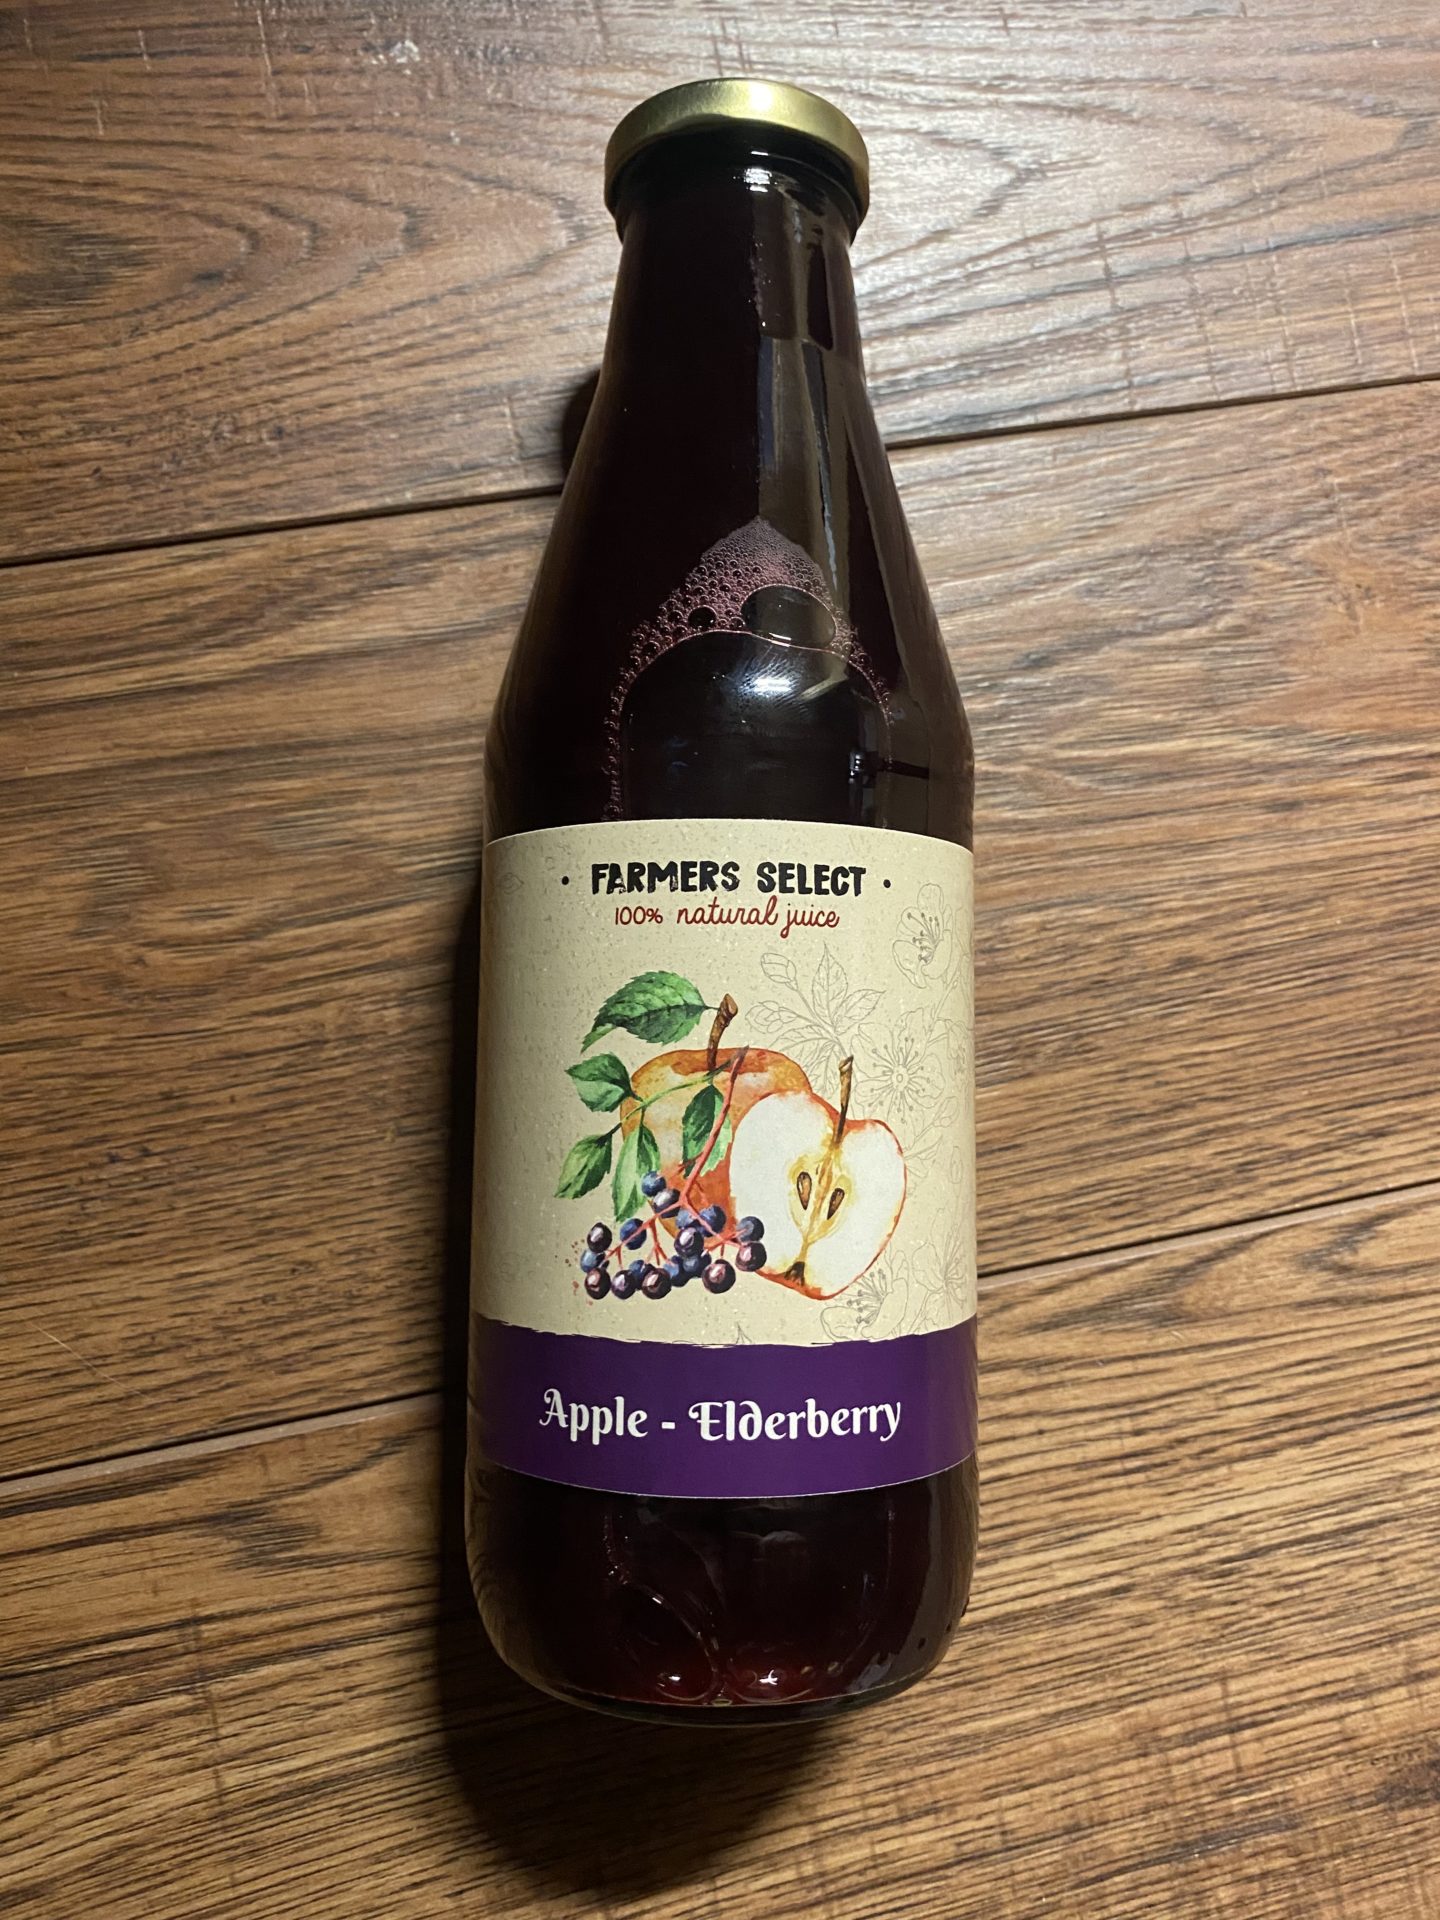 · FARMERS SELECT ·
100% natural juice
Apple - Elderberry